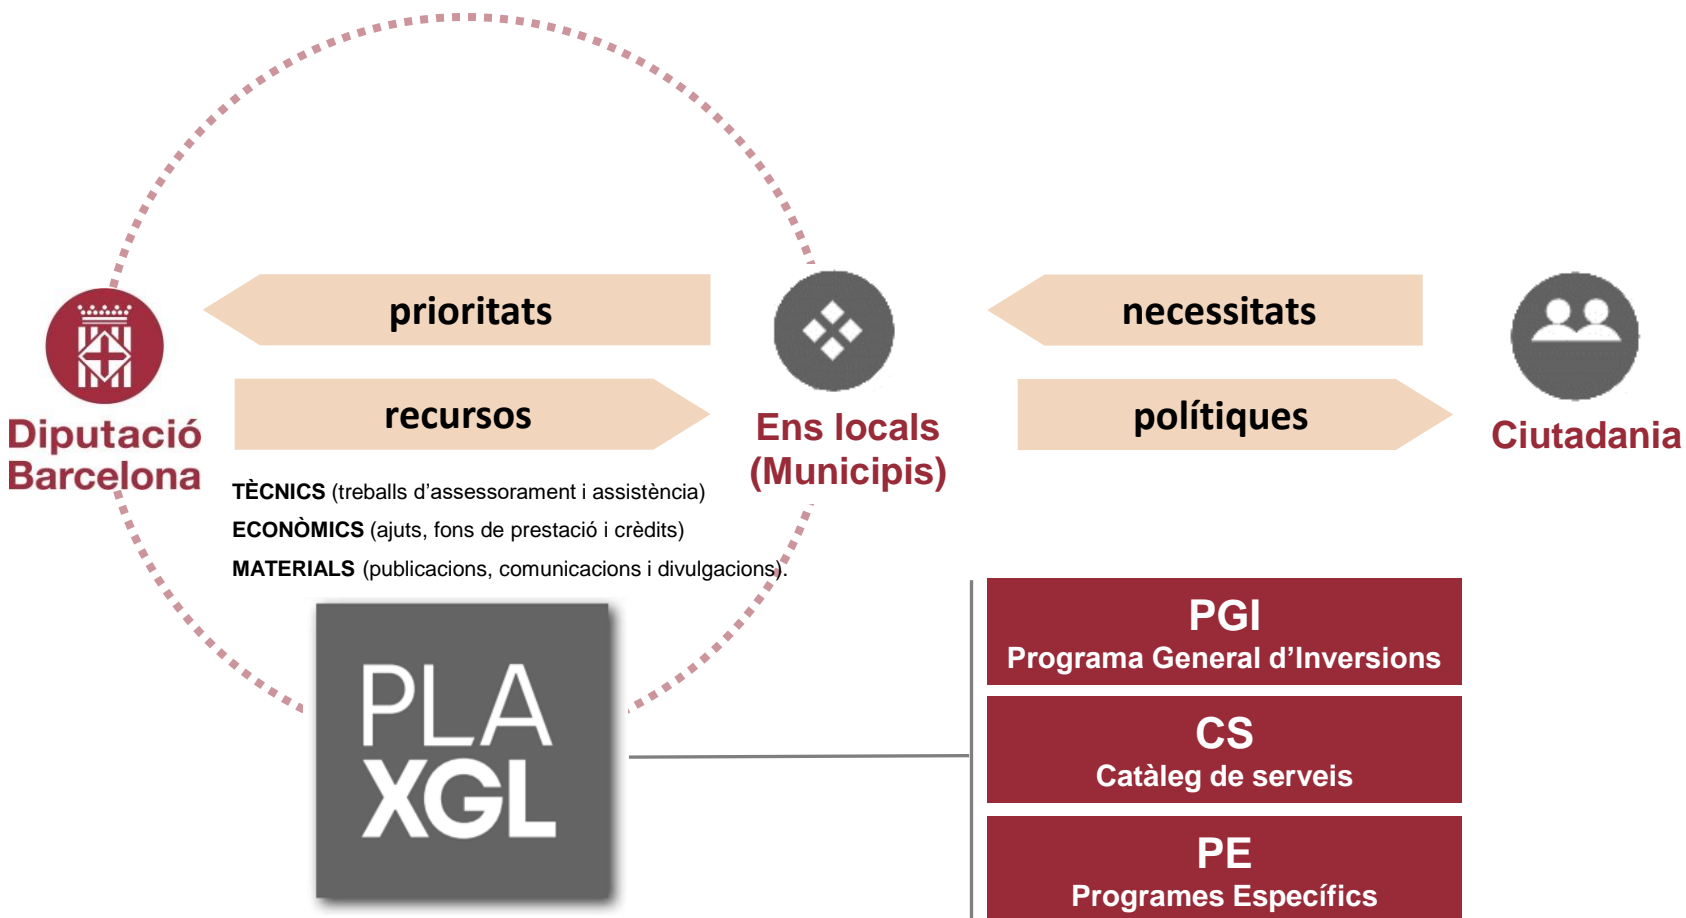 prioritats
necessitats
recursos
polítiques
Diputació
Barcelona
Ens locals
(Municipis)
Ciutadania
TÈCNICS (treballs d’assessorament i assistència)
ECONÒMICS (ajuts, fons de prestació i crèdits)
MATERIALS (publicacions, comunicacions i divulgacions).
PLA
XGL
PGI
Programa General d’Inversions
CS
Catàleg de serveis
PE
Programes Específics